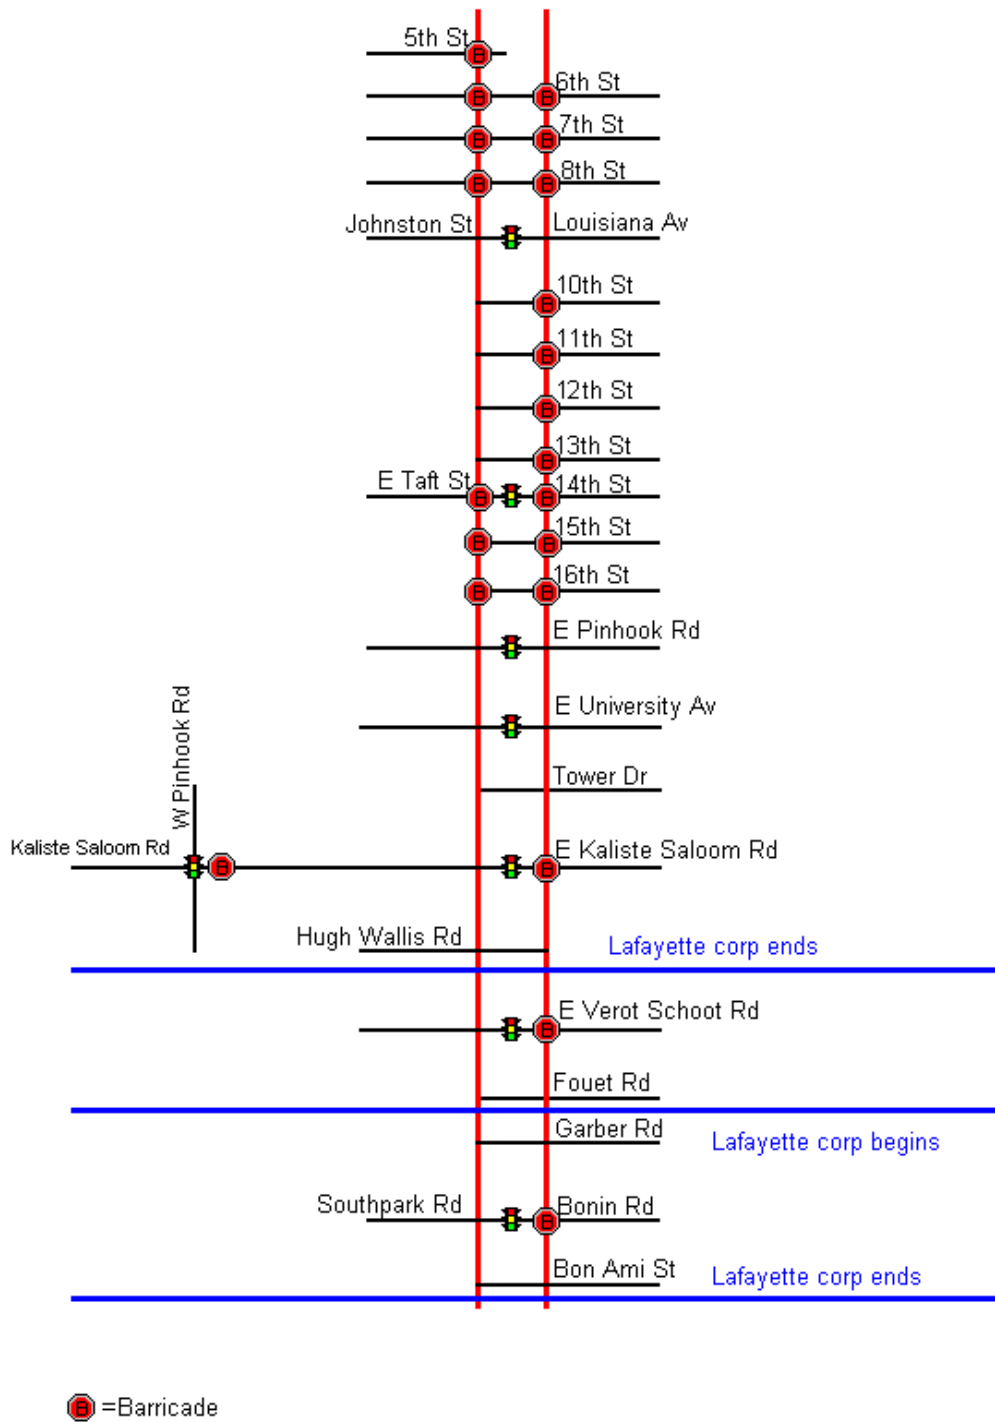 5th St
6th St
7th St
8th St
Johnston St
Louisiana Av
10th St
11th St
12th St
13th St
E Taft St
14th St
15th St
16th St
E Pinhook Rd
W Pinhook Rd
E University Av
Tower Dr
Kaliste Saloom Rd
E Kaliste Saloom Rd
Hugh Wallis Rd
Lafayette corp ends
E Verot Schoot Rd
Fouet Rd
Garber Rd
Lafayette corp begins
Southpark Rd
Bonin Rd
Bon Ami St
Lafayette corp ends
B =Barricade